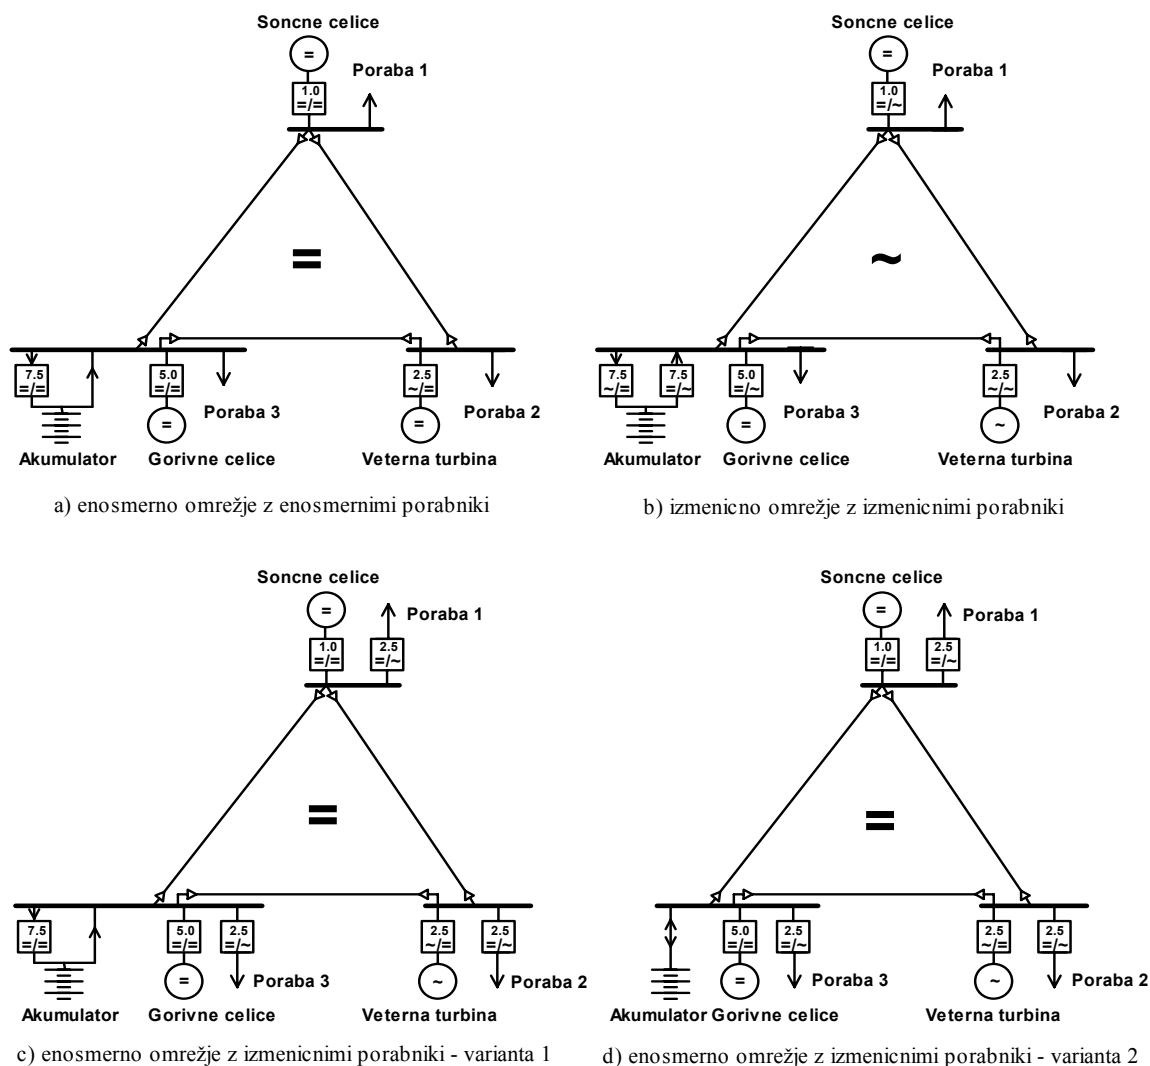 Soncne celice
=
Poraba 1
1.0
=/=
=
7.5
=/=
5.0
=/=
Poraba 3
2.5
~/=
Poraba 2
=
=
Akumulator
Gorivne celice
Veterna turbina
a) enosmerno omrežje z enosmernimi porabniki
Soncne celice
=
Poraba 1
1.0
=/~
~
7.5
~/=
7.5
=/~
5.0
=/~
Poraba 3
2.5
~/~
Poraba 2
=
~
Akumulator
Gorivne celice
Veterna turbina
b) izmenicno omrežje z izmenicnimi porabniki
Soncne celice
=
Poraba 1
1.0
=/=
2.5
=/~
=
7.5
=/=
5.0
=/=
2.5
=/~
Poraba 3
2.5
~/=
2.5
=/~
Poraba 2
=
~
Akumulator
Gorivne celice
Veterna turbina
c) enosmerno omrežje z izmenicnimi porabniki - varianta 1
Soncne celice
=
Poraba 1
1.0
=/=
2.5
=/~
=
5.0
=/=
2.5
=/~
Poraba 3
2.5
~/=
2.5
=/~
Poraba 2
=
~
Akumulator
Gorivne celice
Veterna turbina
d) enosmerno omrežje z izmenicnimi porabniki - varianta 2